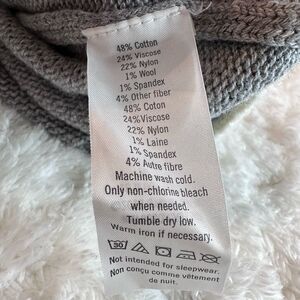 48% Cotton
24% Viscose
22% Nylon
1% Wool
1% Spandex
4% Other fiber
48% Coton
24%Viscose
22% Nylon
1% Laine
1% Spandex
4% Autre fibre
Machine wash cold.
Only non-chlorine bleach
when needed.
Tumble dry low.
Warm iron if necessary.
30
Not intended for sleepwear.
Non conçu comme vêtement
de nuit.